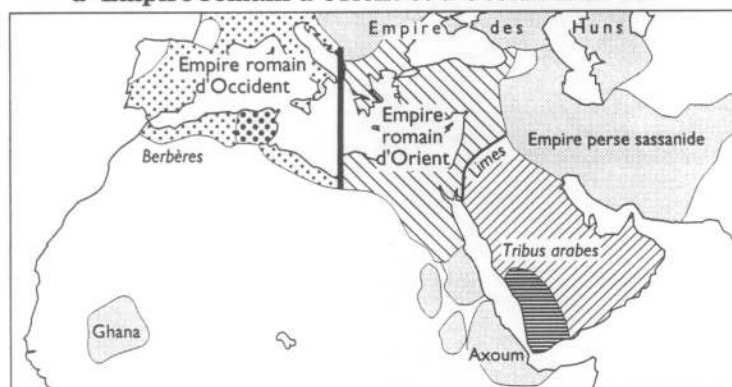 Empire des Huns
Empire romain
d'Occident
Empire
romain
d'Orient
Empire perse sassanide
Limes
Berbères
Tribus arabes
Ghana
Axoum